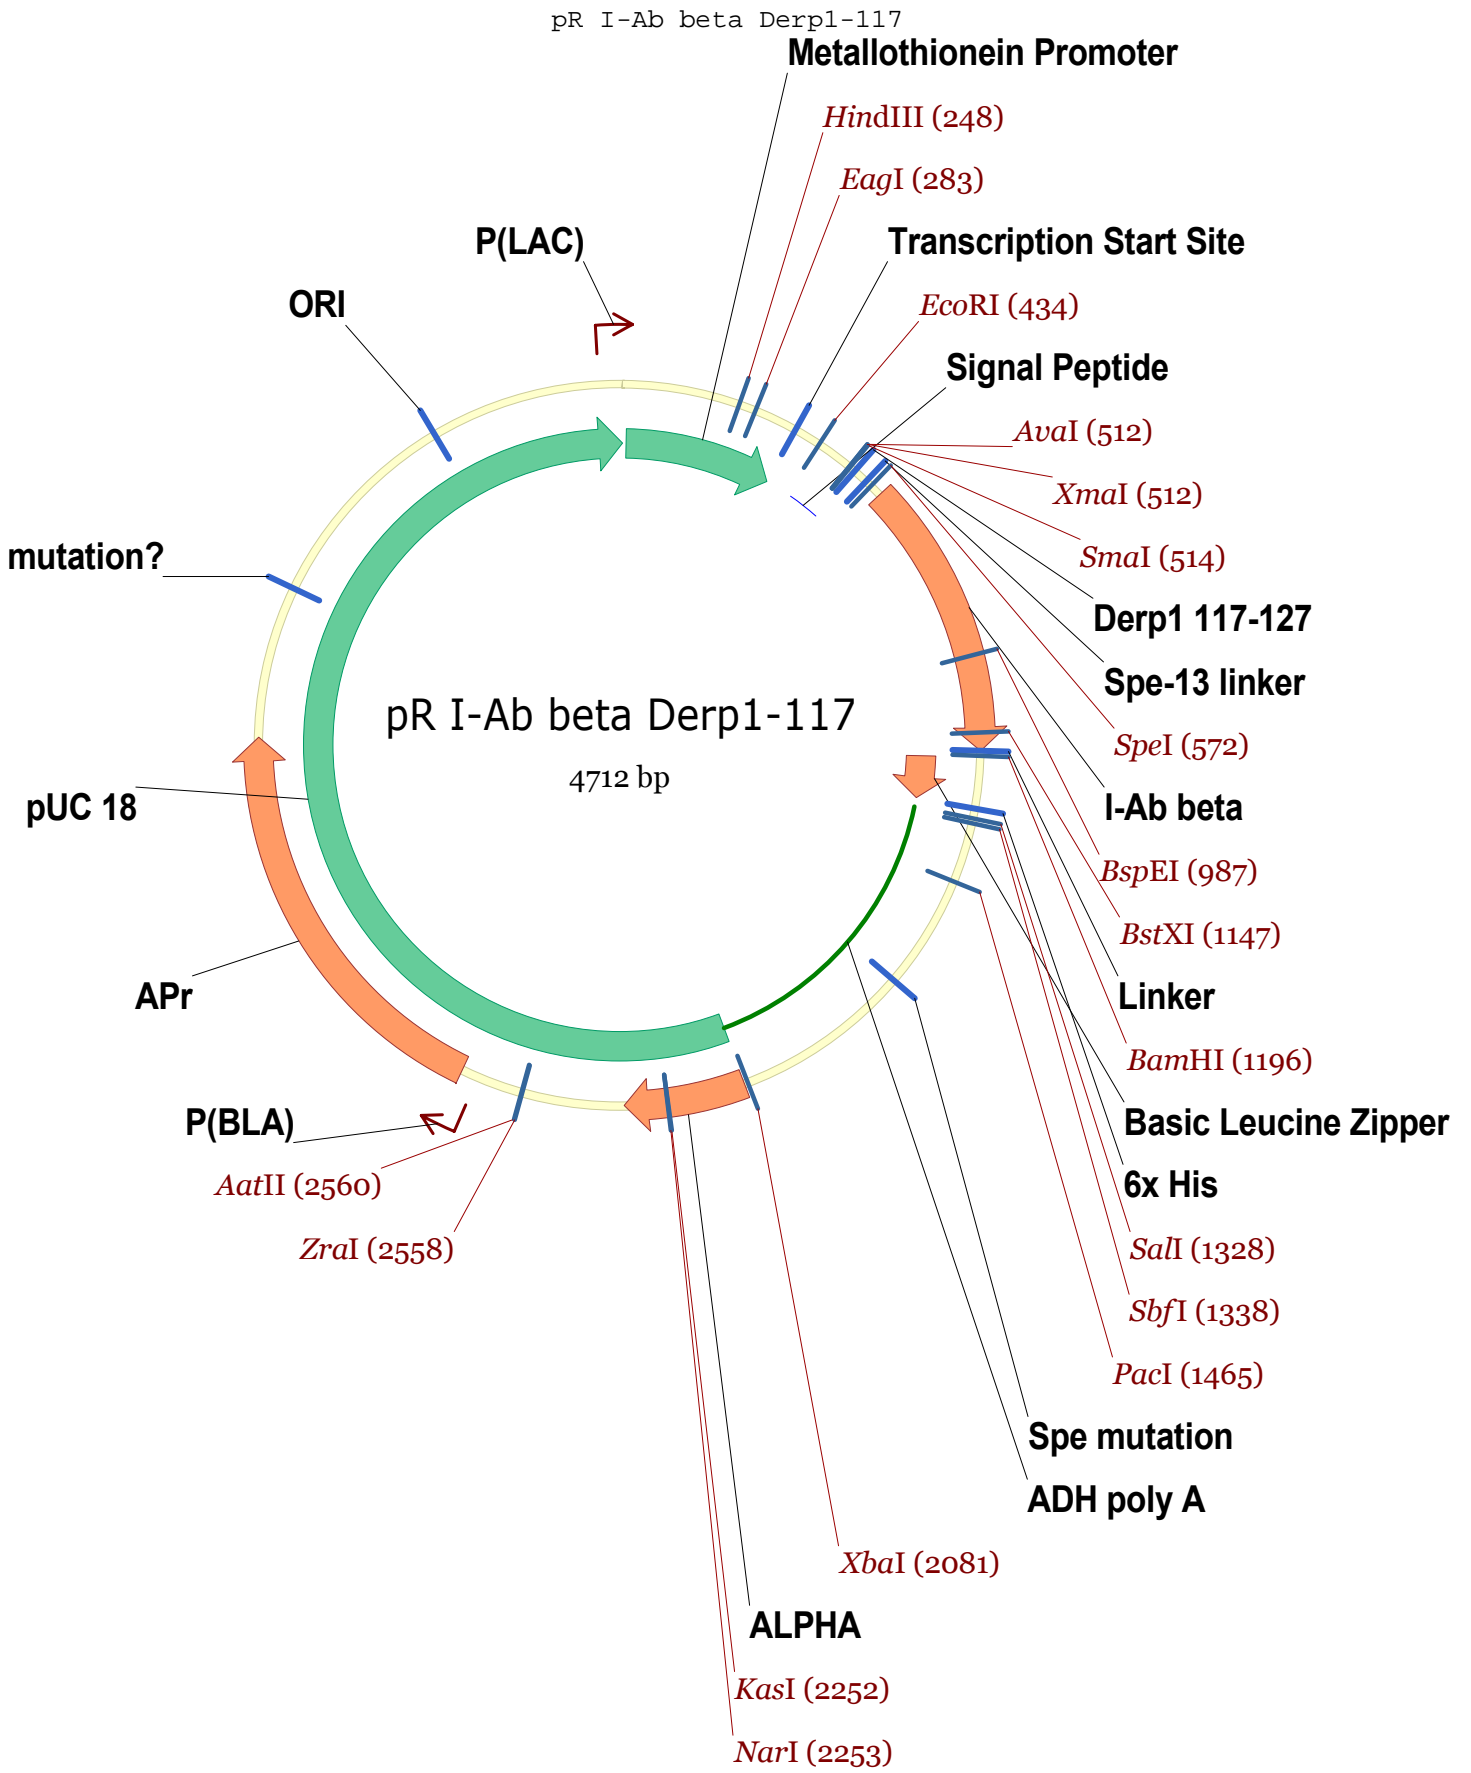 pR I-Ab beta Derp1-117
Metallothionein Promoter
HindIII (248)
EagI (283)
P(LAC)
Transcription Start Site
ORI
EcoRI (434)
Signal Peptide
AvaI (512)
XmaI (512)
mutation?
SmaI (514)
Derp1 117-127
Spe-13 linker
pR I-Ab beta Derp1-117
SpeI (572)
4712 bp
pUC 18
I-Ab beta
BspEI (987)
BstXI (1147)
APr
Linker
BamHI (1196)
P(BLA)
Basic Leucine Zipper
AatII (2560)
6x His
ZraI (2558)
SalI (1328)
SbfI (1338)
PacI (1465)
Spe mutation
ADH poly A
XbaI (2081)
ALPHA
KasI (2252)
NarI (2253)